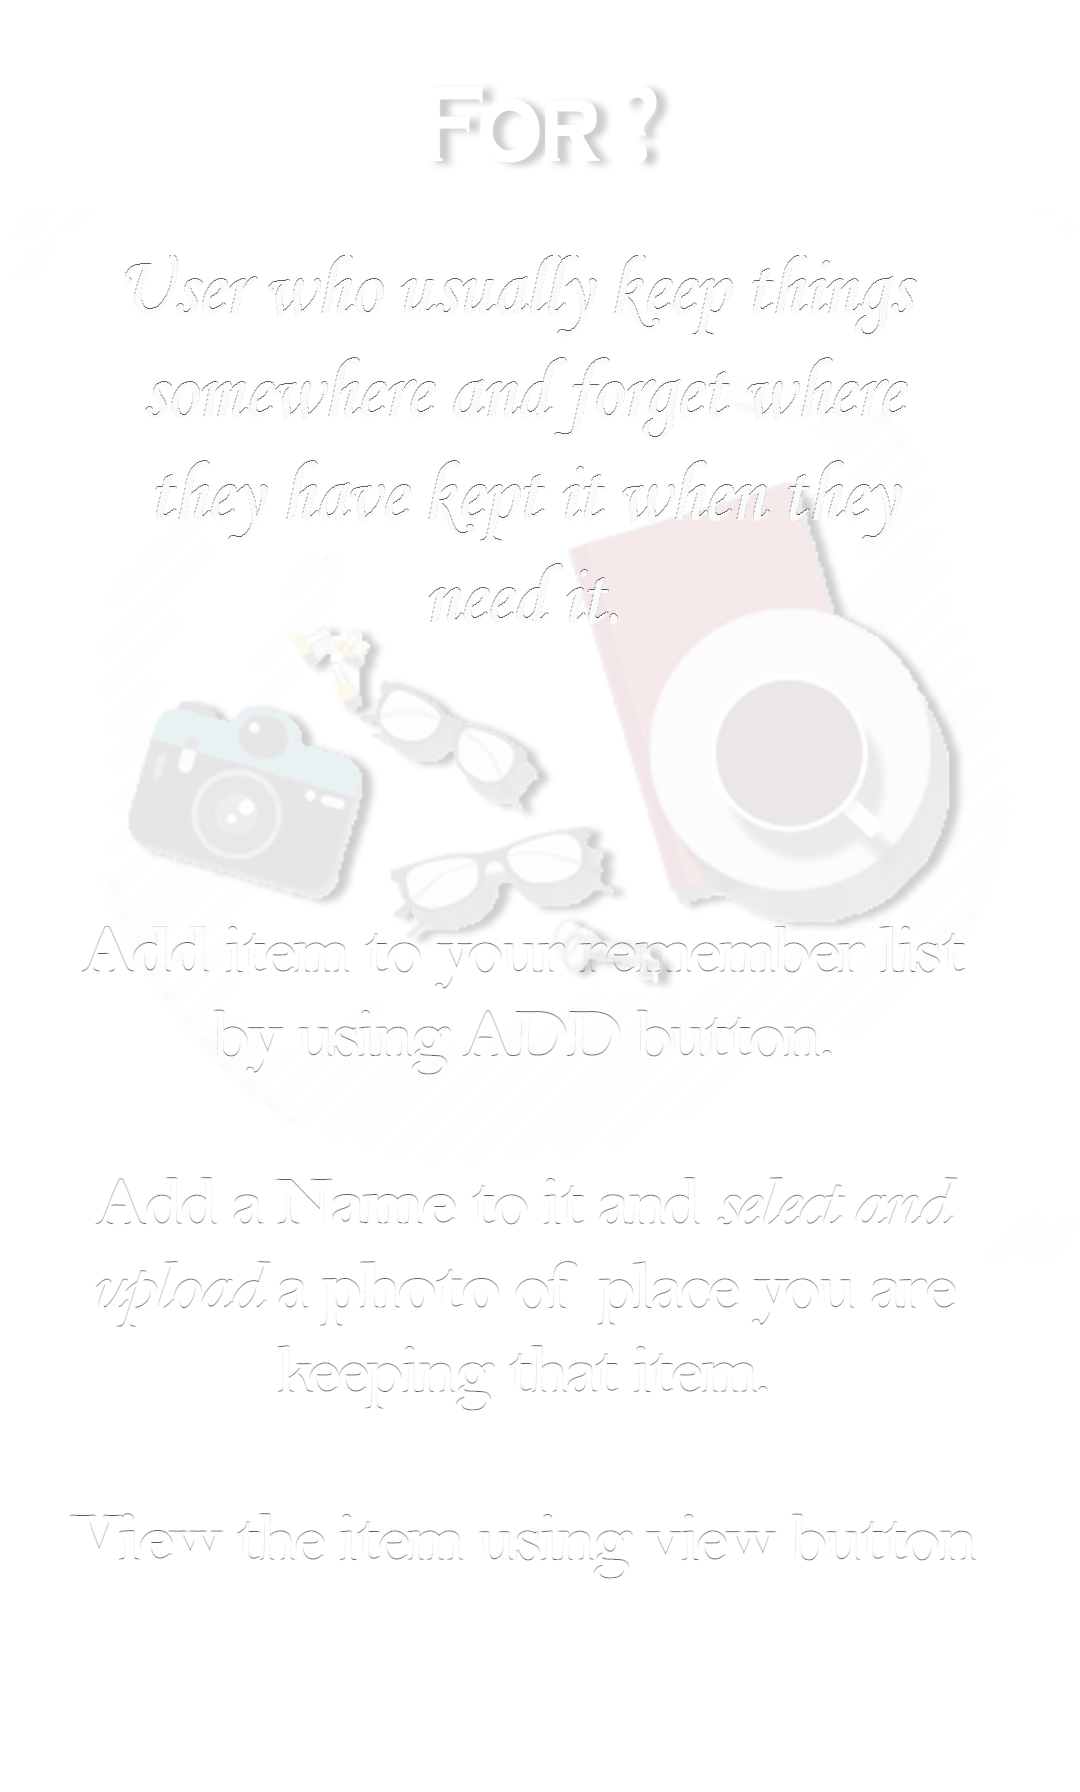 FOR ?
User who usually keep things
somewhere and forget where
they have kept it when they
need it.
Add item to your remember list
by using ADD button.
Add a Name to it and select and
upload a photo of place you are
keeping that item.
View the item using view button